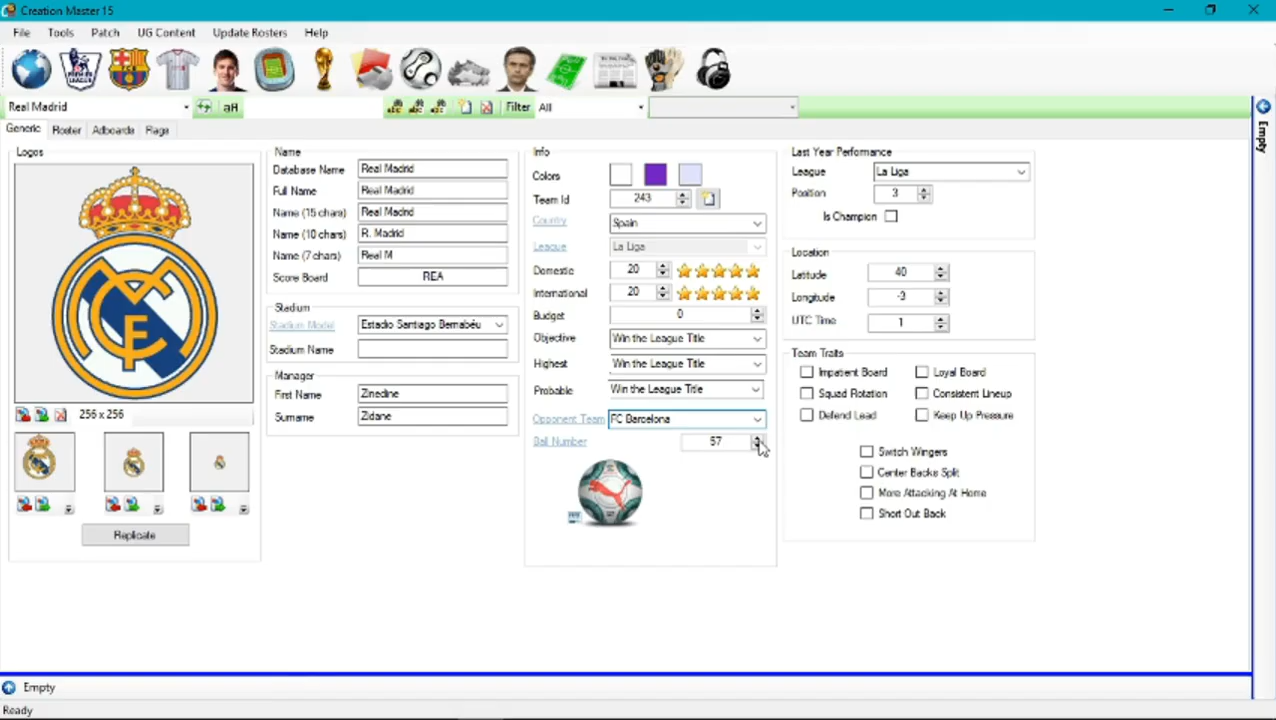 Creation Master 15
File Tools Patch UG Content Update Rosters Help
Real Madrid aA Filter All
Generic Roster Adboards Flags
Empty
Logos
256 x 256
Replicate
Name
Database Name Real Madrid
Full Name Real Madrid
Name (15 chars) Real Madrid
Name (10 chars) R. Madrid
Name (7 chars) Real M
Score Board REA
Stadium
Stadium Model Estadio Santiago Bernabéu
Stadium Name
Manager
First Name Zinedine
Surname Zidane
Info
Colors
Team Id 243
Country Spain
League La Liga
Domestic 20
International 20
Budget 0
Objective Win the League Title
Highest Win the League Title
Probable Win the League Title
Opponent Team FC Barcelona
Ball Number 57
Last Year Performance
League La Liga
Position 3
Is Champion
Location
Latitude 40
Longitude -3
UTC Time 1
Team Traits
Impatient Board Loyal Board
Squad Rotation Consistent Lineup
Defend Lead Keep Up Pressure
Switch Wingers
Center Backs Split
More Attacking At Home
Short Out Back
Empty
Ready